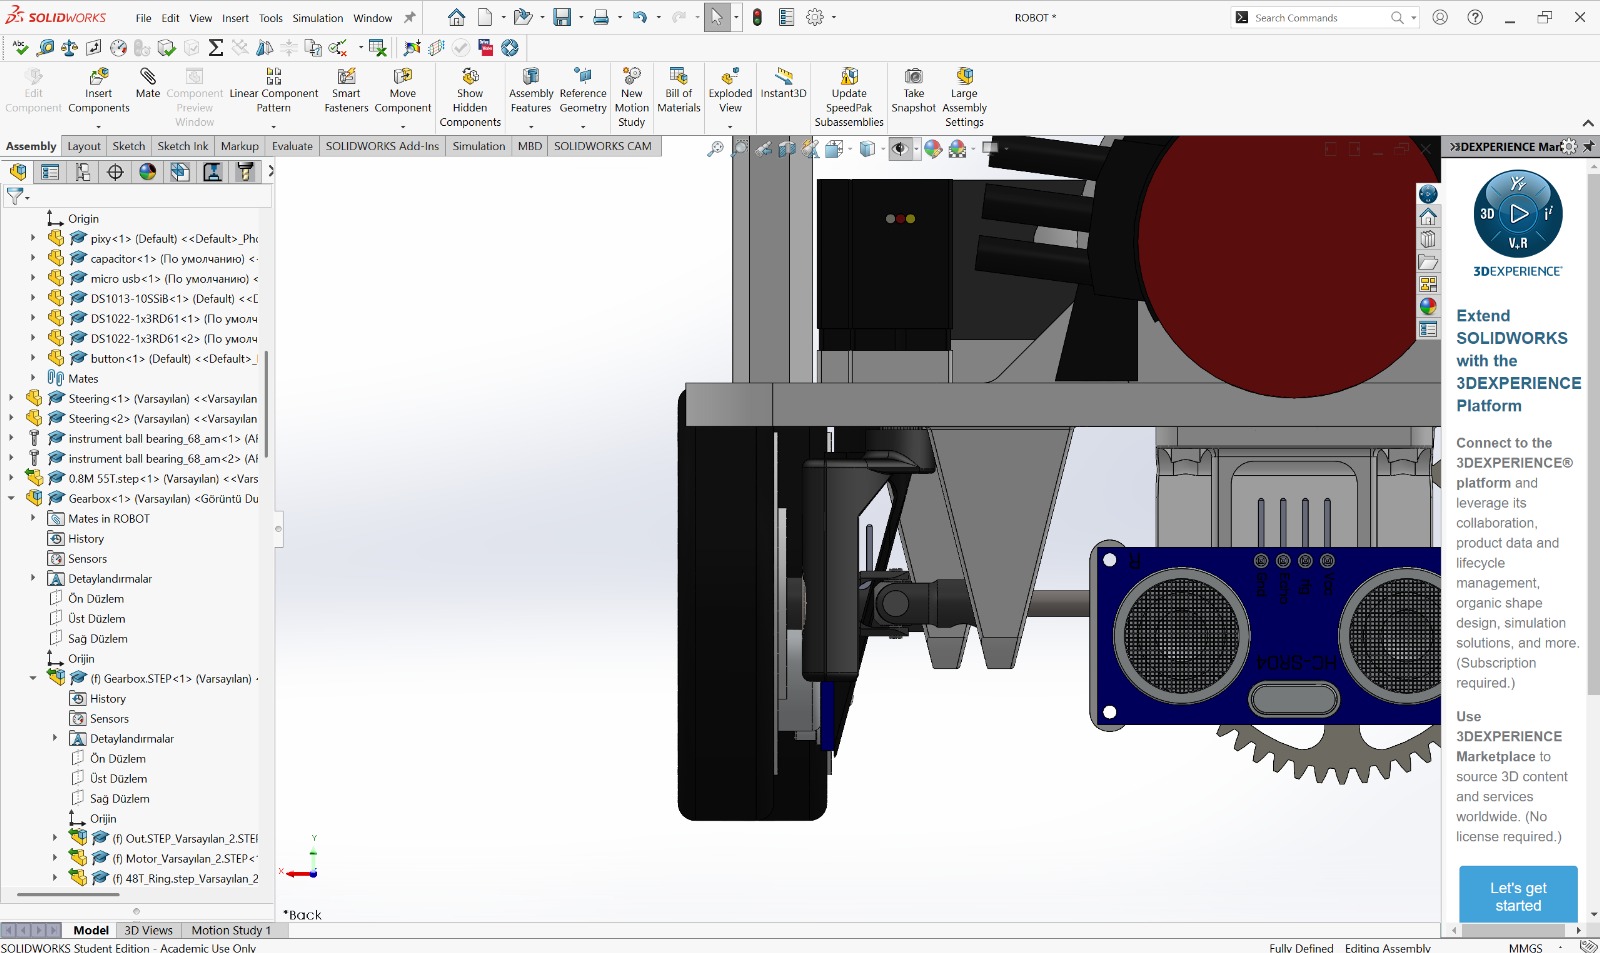 SOLIDWORKS File Edit View Insert Tools Simulation Window ROBOT * Search Commands
Edit Component
Insert Components
Mate
Component Preview Window
Linear Component Pattern
Smart Fasteners
Move Component
Show Hidden Components
Assembly Features
Reference Geometry
New Motion Study
Bill of Materials
Exploded View
Instant3D
Update SpeedPak Subassemblies
Take Snapshot
Large Assembly Settings
Assembly Layout Sketch Sketch Ink Markup Evaluate SOLIDWORKS Add-Ins Simulation MBD SOLIDWORKS CAM
Origin
pixy<1> (Default) <<Default>_Pho
capacitor<1> (По умолчанию) <
micro usb<1> (По умолчанию) <
DS1013-10SSiB<1> (Default) <<D
DS1022-1x3RD61<1> (По умолч
DS1022-1x3RD61<2> (По умолч
button<1> (Default) <<Default>_
Mates
Steering<1> (Varsayılan) <<Varsayılan
Steering<2> (Varsayılan) <<Varsayılan
instrument ball bearing_68_am<1> (AF
instrument ball bearing_68_am<2> (AF
0.8M 55T.step<1> (Varsayılan) <<Vars
Gearbox<1> (Varsayılan) <Görüntü Du
Mates in ROBOT
History
Sensors
Detaylandırmalar
Ön Düzlem
Üst Düzlem
Sağ Düzlem
Orijin
(f) Gearbox.STEP<1> (Varsayılan) <
History
Sensors
Detaylandırmalar
Ön Düzlem
Üst Düzlem
Sağ Düzlem
Orijin
(f) Out.STEP_Varsayılan_2.STEP
(f) Motor_Varsayılan_2.STEP<
(f) 48T_Ring.step_Varsayılan_2
Gnd Echo Trig Vcc
HC-SR04
Y
X
*Back
3DEXPERIENCE Mar
3D V+R
3DEXPERIENCE
Extend
SOLIDWORKS
with the
3DEXPERIENCE
Platform
Connect to the
3DEXPERIENCE®
platform and
leverage its
collaboration,
product data and
lifecycle
management,
organic shape
design, simulation
solutions, and more.
(Subscription
required.)
Use
3DEXPERIENCE
Marketplace to
source 3D content
and services
worldwide. (No
license required.)
Let's get
started
Model 3D Views Motion Study 1
SOLIDWORKS Student Edition - Academic Use Only Fully Defined Editing Assembly MMGS